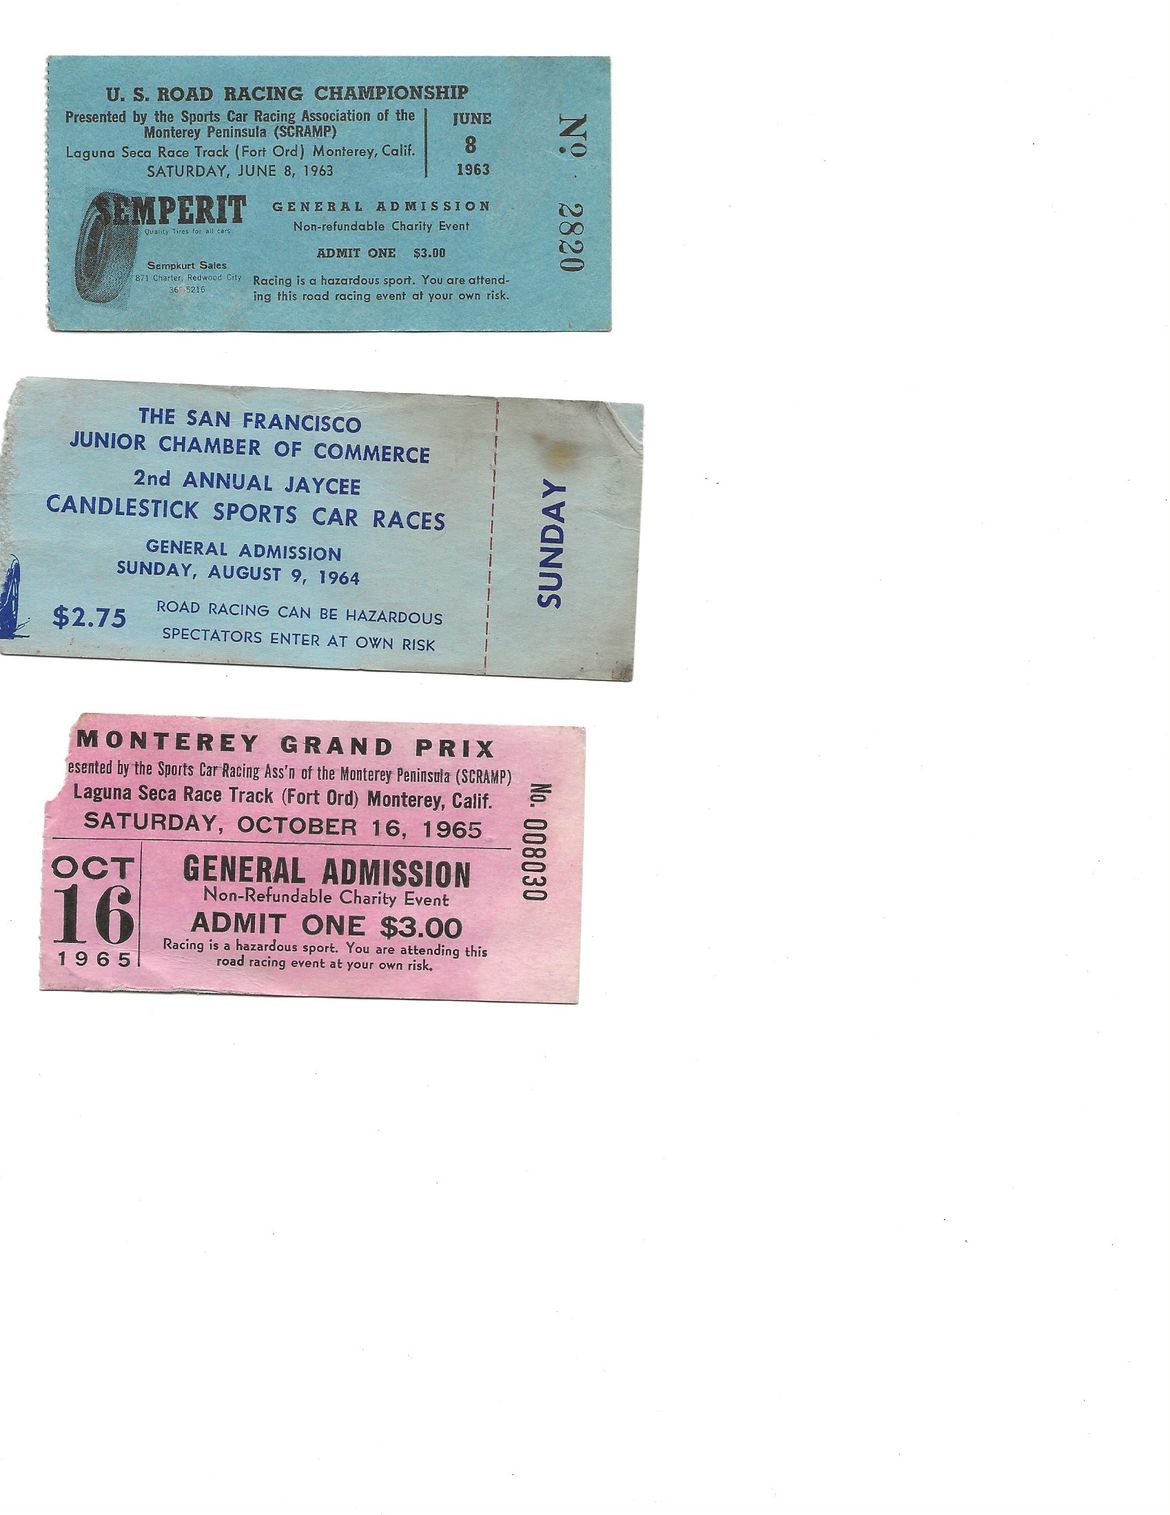 U. S. ROAD RACING CHAMPIONSHIP
Presented by the Sports Car Racing Association of the
Monterey Peninsula (SCRAMP)
Laguna Seca Race Track (Fort Ord) Monterey, Calif.
SATURDAY, JUNE 8, 1963
JUNE
8
1963
No. 2820
SEMPERIT
Quality Tires for all cars
Sempkurt Sales
871 Charter, Redwood City
GENERAL ADMISSION
Non-refundable Charity Event
ADMIT ONE $3.00
Racing is a hazardous sport. You are attend-
ing this road racing event at your own risk.
THE SAN FRANCISCO
JUNIOR CHAMBER OF COMMERCE
2nd ANNUAL JAYCEE
CANDLESTICK SPORTS CAR RACES
GENERAL ADMISSION
SUNDAY, AUGUST 9, 1964
$2.75
ROAD RACING CAN BE HAZARDOUS
SPECTATORS ENTER AT OWN RISK
SUNDAY
MONTEREY GRAND PRIX
esented by the Sports Car Racing Ass'n of the Monterey Peninsula (SCRAMP)
Laguna Seca Race Track (Fort Ord) Monterey, Calif.
SATURDAY, OCTOBER 16, 1965
OCT
16
1965
GENERAL ADMISSION
Non-Refundable Charity Event
ADMIT ONE $3.00
Racing is a hazardous sport. You are attending this
road racing event at your own risk.
No. 008030